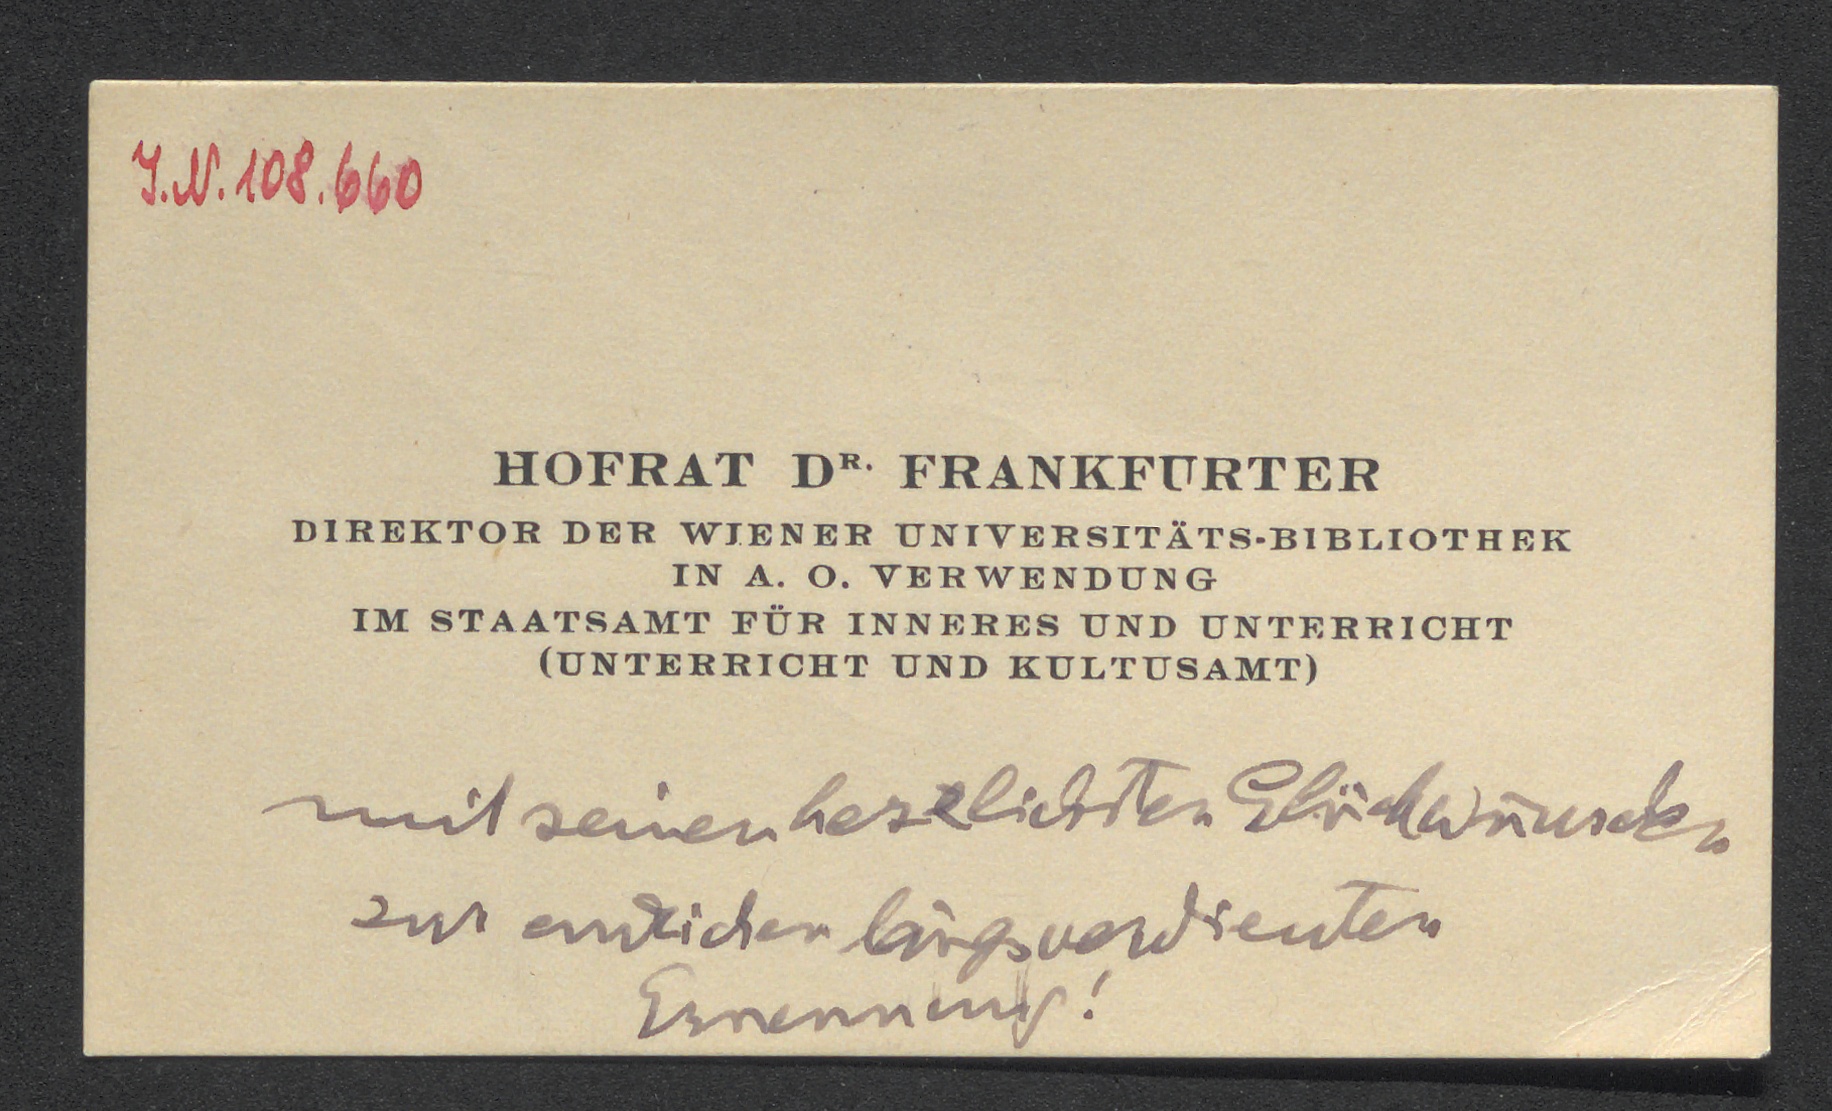 J.N. 108.660
HOFRAT DR. FRANKFURTER
DIREKTOR DER WIENER UNIVERSITÄTS-BIBLIOTHEK
IN A. O. VERWENDUNG
IM STAATSAMT FÜR INNERES UND UNTERRICHT
(UNTERRICHT UND KULTUSAMT)
mit seinen herzlichsten Glückwünschen
zur endlichen längsverdienten
Ernennung!